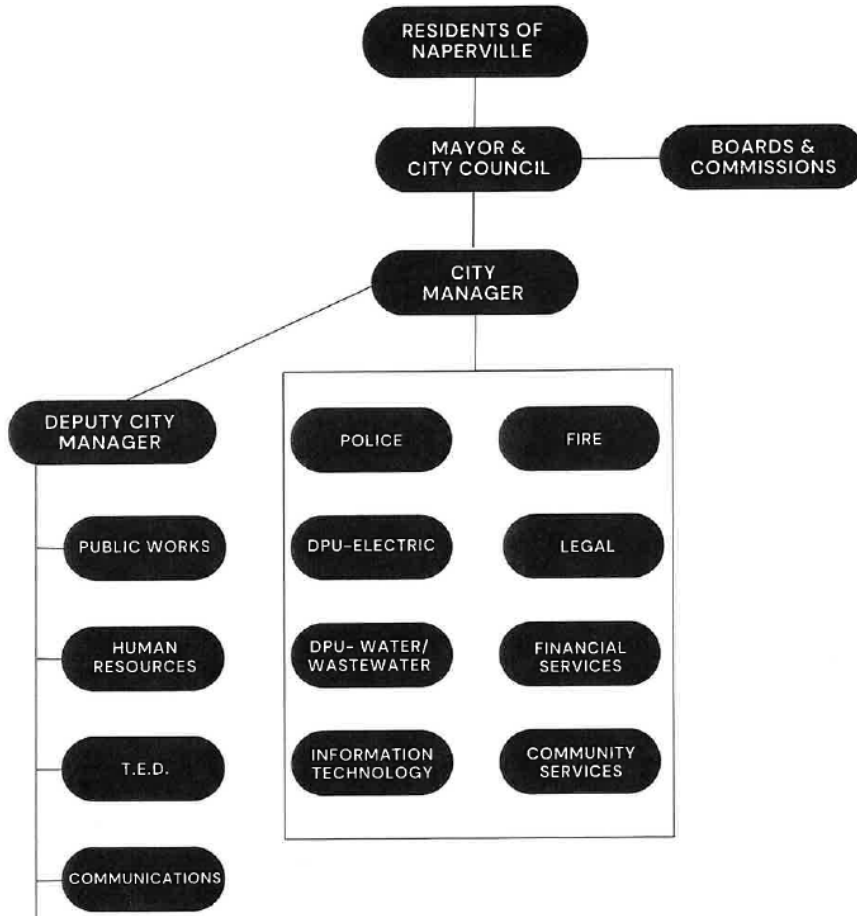 RESIDENTS OF
NAPERVILLE
MAYOR &
CITY COUNCIL
BOARDS &
COMMISSIONS
CITY
MANAGER
DEPUTY CITY
MANAGER
PUBLIC WORKS
HUMAN
RESOURCES
T.E.D.
COMMUNICATIONS
POLICE
FIRE
DPU-ELECTRIC
LEGAL
DPU- WATER/
WASTEWATER
FINANCIAL
SERVICES
INFORMATION
TECHNOLOGY
COMMUNITY
SERVICES